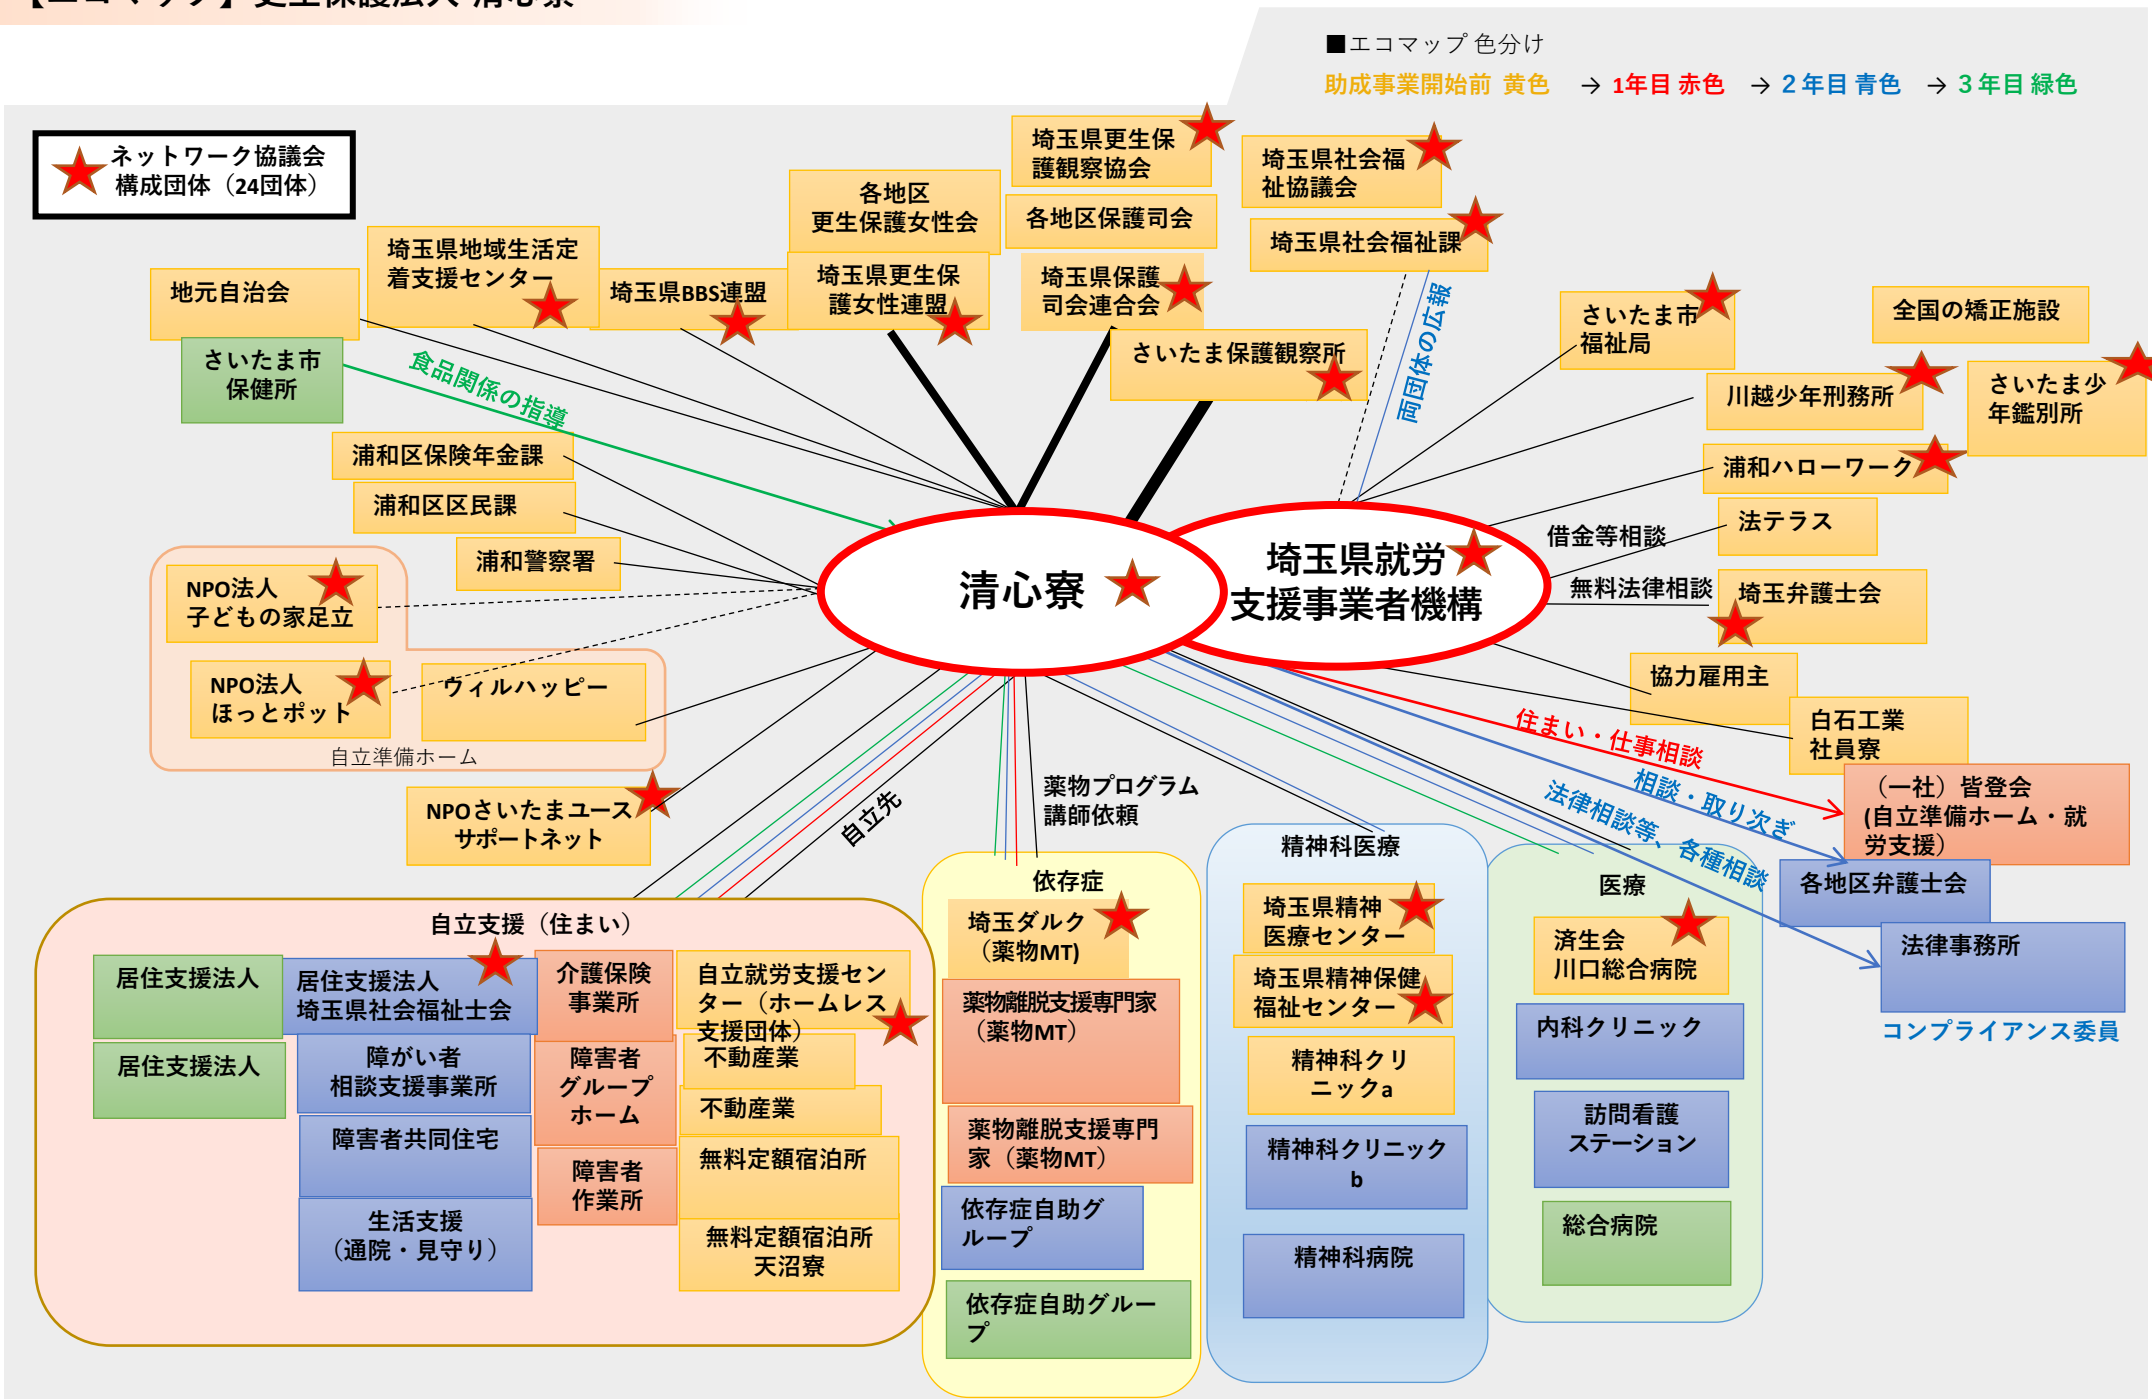 【エコマップ】更生保護法人 清心寮
■エコマップ 色分け
助成事業開始前 黄色 → 1年目 赤色 → 2年目 青色 → 3年目 緑色
ネットワーク協議会
構成団体（24団体）
埼玉県更生保
護観察協会
埼玉県社会福
祉協議会
各地区
更生保護女性会
各地区保護司会
埼玉県社会福祉課
埼玉県地域生活定
着支援センター
地元自治会
埼玉県BBS連盟
埼玉県更生保
護女性連盟
埼玉県保護
司会連合会
さいたま保護観察所
両団体の広報
さいたま市
福祉局
全国の矯正施設
さいたま市
保健所
食品関係の指導
川越少年刑務所
さいたま少
年鑑別所
浦和区保険年金課
浦和ハローワーク
浦和区区民課
法テラス
借金等相談
浦和警察署
清心寮
埼玉県就労
支援事業者機構
無料法律相談
埼玉弁護士会
NPO法人
子どもの家足立
NPO法人
ほっとポット
ウィルハッピー
自立準備ホーム
協力雇用主
白石工業
社員寮
住まい・仕事相談
相談・取り次ぎ
法律相談等、各種相談
（一社）皆登会
(自立準備ホーム・就
労支援）
NPOさいたまユース
サポートネット
自立先
薬物プログラム
講師依頼
各地区弁護士会
法律事務所
コンプライアンス委員
自立支援（住まい）
居住支援法人
居住支援法人
埼玉県社会福祉士会
介護保険
事業所
自立就労支援セン
ター（ホームレス
支援団体）
居住支援法人
障がい者
相談支援事業所
障害者
グループ
ホーム
不動産業
不動産業
障害者共同住宅
障害者
作業所
無料定額宿泊所
生活支援
（通院・見守り）
無料定額宿泊所
天沼寮
依存症
埼玉ダルク
（薬物MT)
薬物離脱支援専門家
（薬物MT）
薬物離脱支援専門
家（薬物MT）
依存症自助グ
ループ
依存症自助グルー
プ
精神科医療
埼玉県精神
医療センター
埼玉県精神保健
福祉センター
精神科クリ
ニックa
精神科クリニック
b
精神科病院
医療
済生会
川口総合病院
内科クリニック
訪問看護
ステーション
総合病院